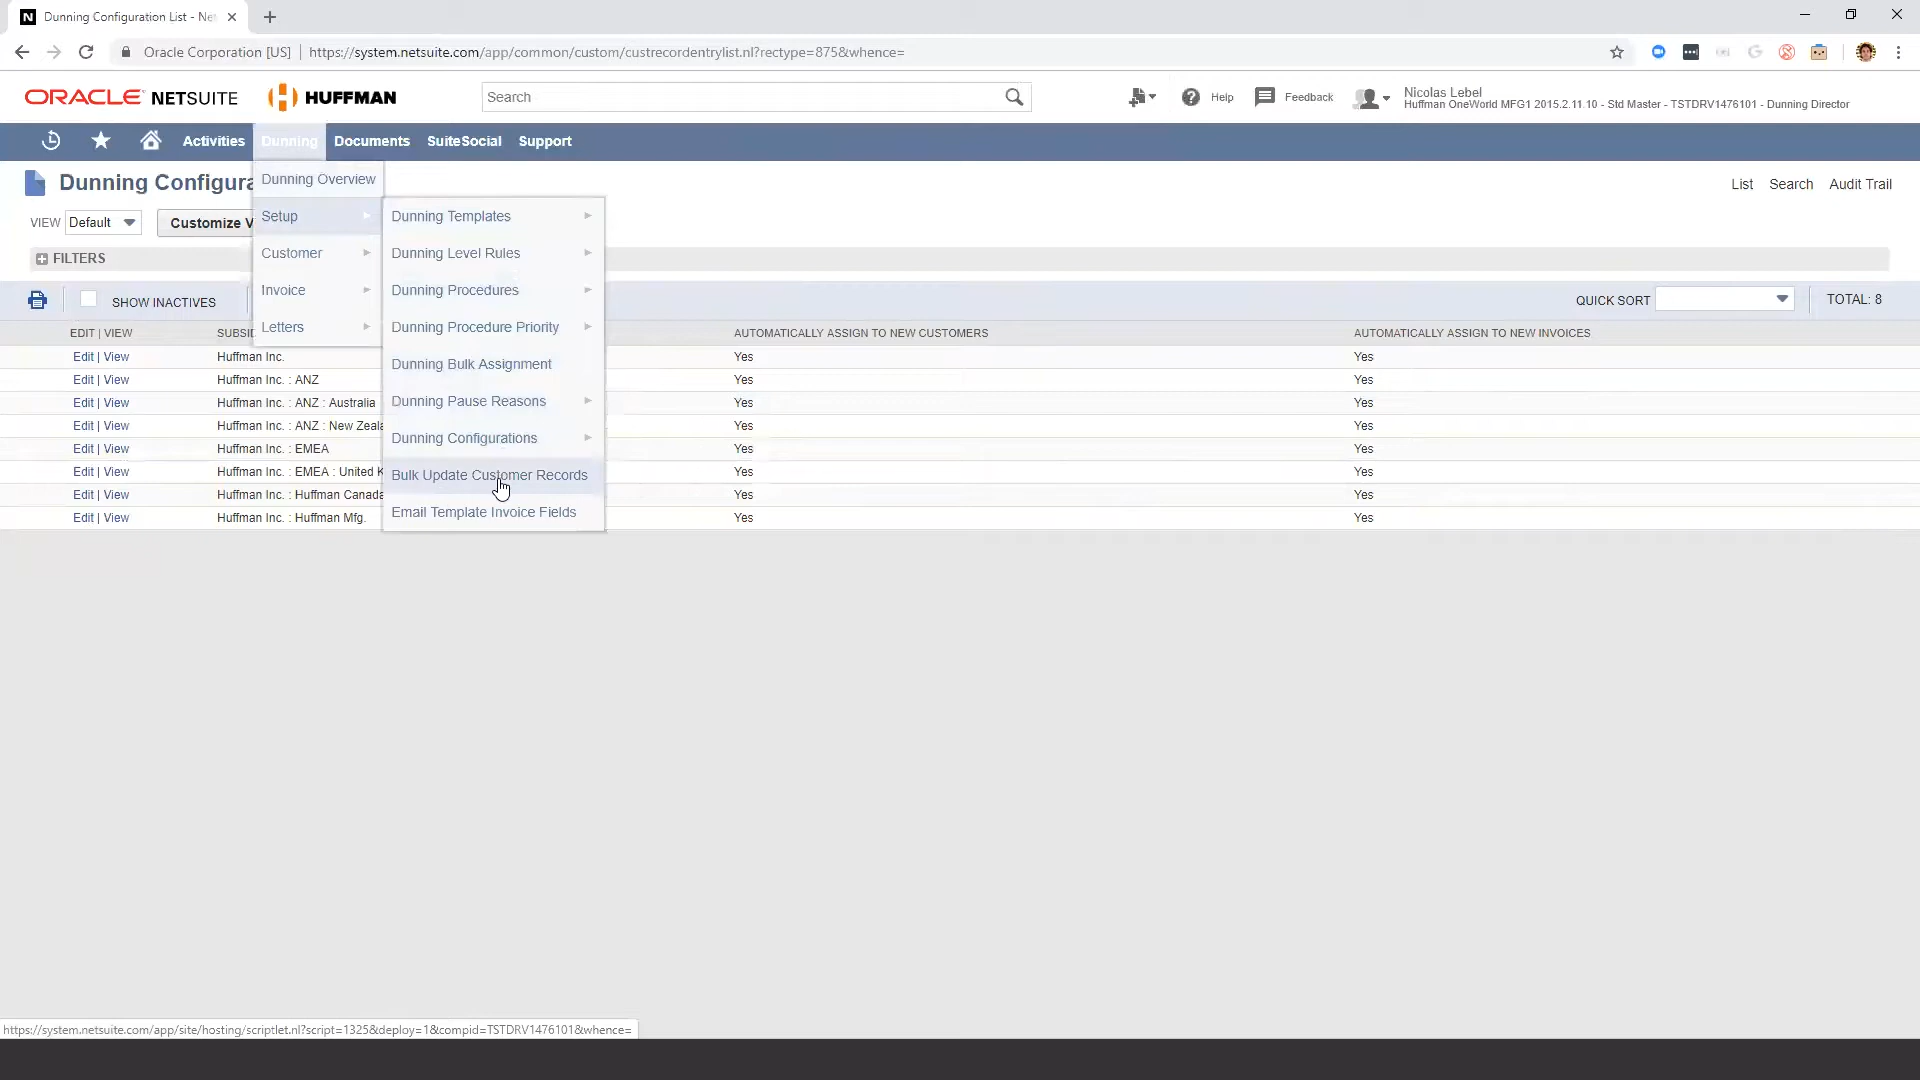 Dunning Configuration List - Ne
Oracle Corporation [US] | https://system.netsuite.com/app/common/custom/custrecordentrylist.nl?rectype=875&whence=
ORACLE NETSUITE HUFFMAN Search Help Feedback Nicolas Lebel
Huffman OneWorld MFG1 2015.2.11.10 - Std Master - TSTDRV1476101 - Dunning Director
Activities Dunning Documents SuiteSocial Support
Dunning Configura List Search Audit Trail
Dunning Overview
Setup
Customer
Invoice
Letters
Dunning Templates
Dunning Level Rules
Dunning Procedures
Dunning Procedure Priority
Dunning Bulk Assignment
Dunning Pause Reasons
Dunning Configurations
Bulk Update Customer Records
Email Template Invoice Fields
VIEW Default Customize V
FILTERS
SHOW INACTIVES QUICK SORT TOTAL: 8
EDIT | VIEW SUBSID AUTOMATICALLY ASSIGN TO NEW CUSTOMERS AUTOMATICALLY ASSIGN TO NEW INVOICES
Edit | View Huffman Inc. Yes Yes
Edit | View Huffman Inc. : ANZ Yes Yes
Edit | View Huffman Inc. : ANZ : Australia Yes Yes
Edit | View Huffman Inc. : ANZ : New Zeala Yes Yes
Edit | View Huffman Inc. : EMEA Yes Yes
Edit | View Huffman Inc. : EMEA : United K Yes Yes
Edit | View Huffman Inc. : Huffman Canada Yes Yes
Edit | View Huffman Inc. : Huffman Mfg. Yes Yes
https://system.netsuite.com/app/site/hosting/scriptlet.nl?script=1325&deploy=1&compid=TSTDRV1476101&whence=